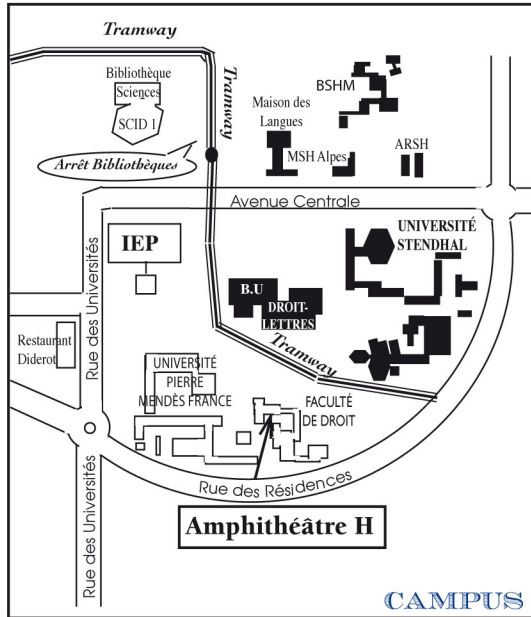 Tramway
Tramway
Bibliothèque
Sciences
SCID 1
BSHM
Maison des
Langues
MSH Alpes
ARSH
Arrêt Bibliothèques
Avenue Centrale
IEP
UNIVERSITÉ
STENDHAL
Rue des Universités
B.U
DROIT-
LETTRES
Restaurant
Diderot
Tramway
UNIVERSITÉ
PIERRE
MENDÈS FRANCE
FACULTÉ
DE DROIT
Rue des Résidences
Rue des Universités
Amphithéâtre H
CAMPUS